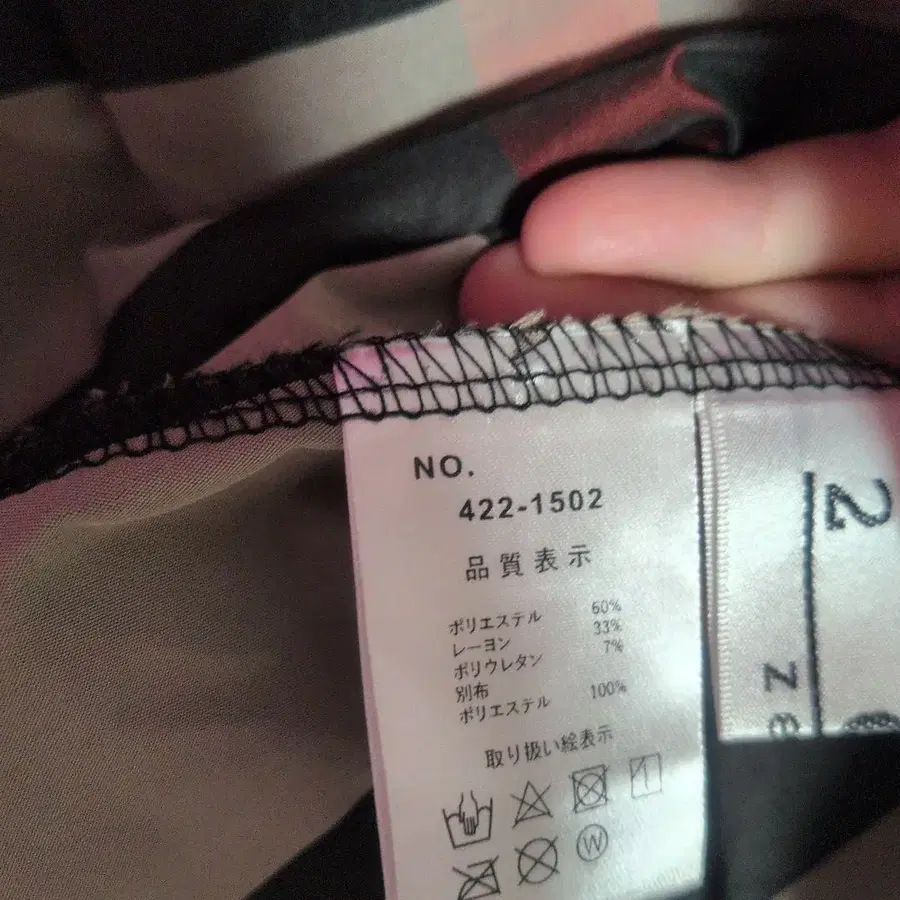 NO.
422-1502
品質表示
ポリエステル 60%
レーヨン 33%
ポリウレタン 7%
別布
ポリエステル 100%
取り扱い絵表示
W
2